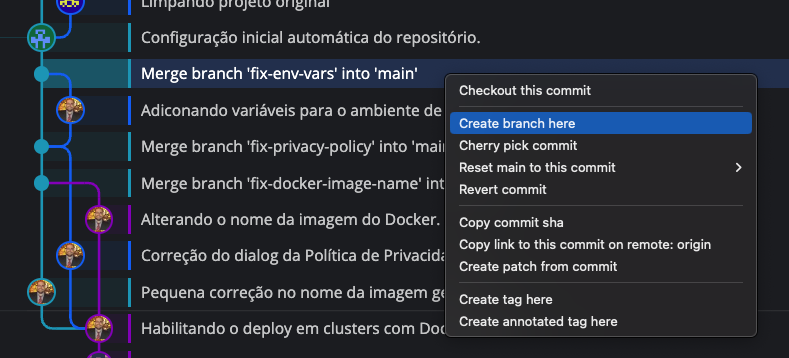 Limpando projeto original
Configuração inicial automática do repositório.
Merge branch 'fix-env-vars' into 'main'
Adiconando variáveis para o ambiente de
Merge branch 'fix-privacy-policy' into 'main
Merge branch 'fix-docker-image-name' int
Alterando o nome da imagem do Docker.
Correção do dialog da Política de Privacida
Pequena correção no nome da imagem ge
Habilitando o deploy em clusters com Doc
Checkout this commit
Create branch here
Cherry pick commit
Reset main to this commit
Revert commit
Copy commit sha
Copy link to this commit on remote: origin
Create patch from commit
Create tag here
Create annotated tag here